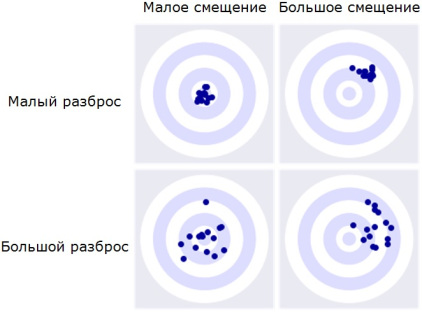 Малое смещение
Большое смещение
Малый разброс
Большой разброс